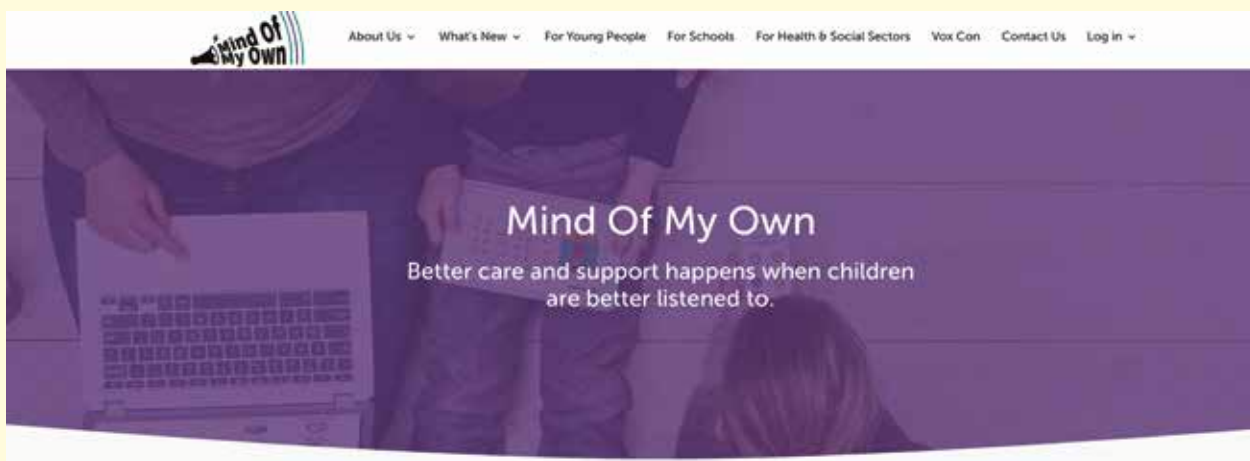 Mind Of
My Own
About Us What's New For Young People For Schools For Health & Social Sectors Vox Con Contact Us Log in
Mind Of My Own
Better care and support happens when children
are better listened to.